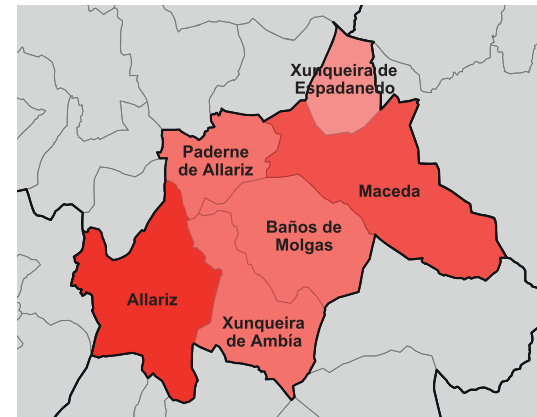 Xunqueira de
Espadanedo
Paderne
de Allariz
Maceda
Baños de
Molgas
Allariz
Xunqueira
de Ambía